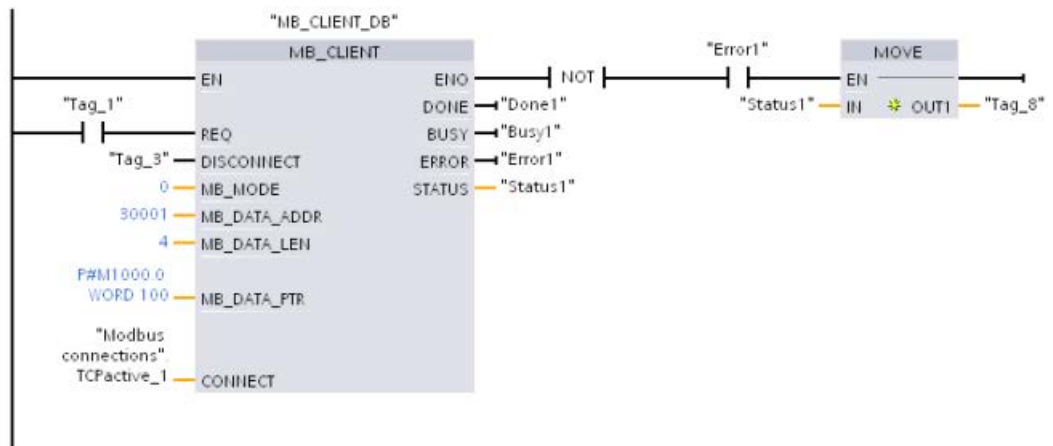 "MB_CLIENT_DB"
MB_CLIENT
"Error1"
MOVE
EN
ENO
NOT
EN
"Tag_1"
DONE
"Done1"
"Status1"
IN
OUT1
"Tag_8"
REQ
BUSY
"Busy1"
"Tag_3"
DISCONNECT
ERROR
"Error1"
0
MB_MODE
STATUS
"Status1"
30001
MB_DATA_ADDR
4
MB_DATA_LEN
P#M1000.0
WORD 100
MB_DATA_PTR
"Modbus
connections".
TCPactive_1
CONNECT